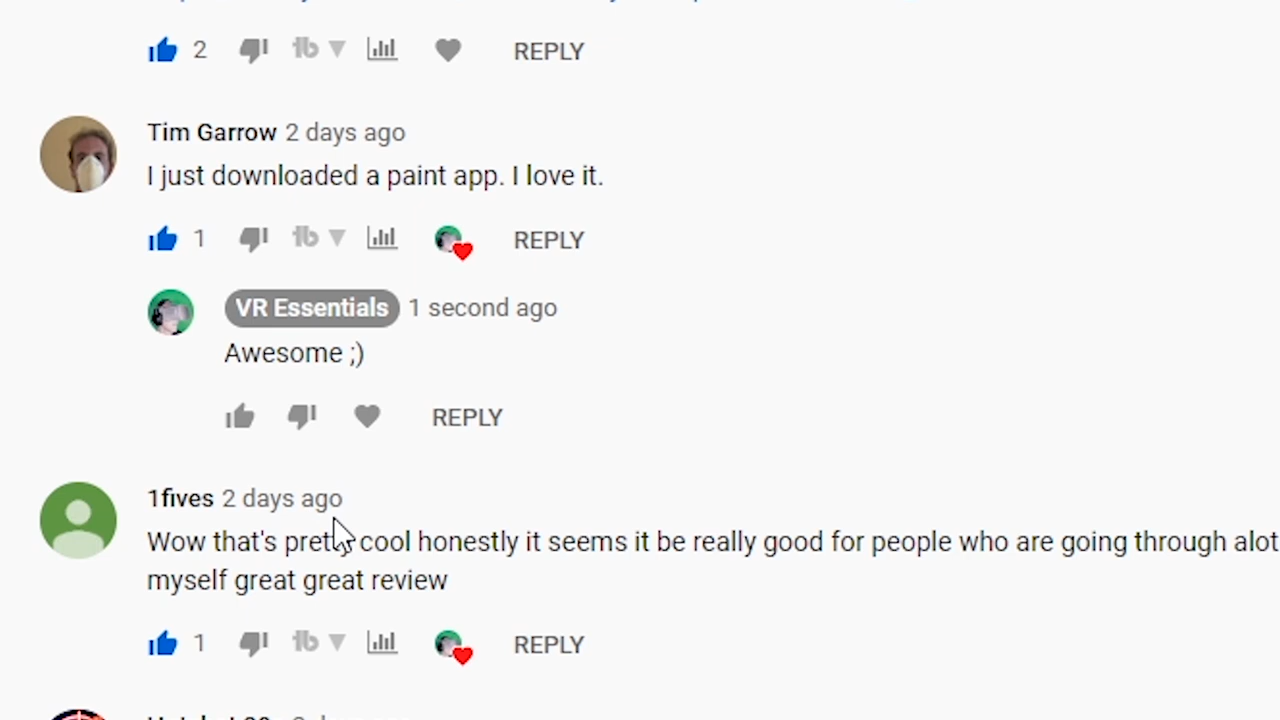 2 REPLY
Tim Garrow 2 days ago
I just downloaded a paint app. I love it.
1 REPLY
VR Essentials 1 second ago
Awesome ;)
REPLY
1fives 2 days ago
Wow that's pretty cool honestly it seems it be really good for people who are going through alot
myself great great review
1 REPLY